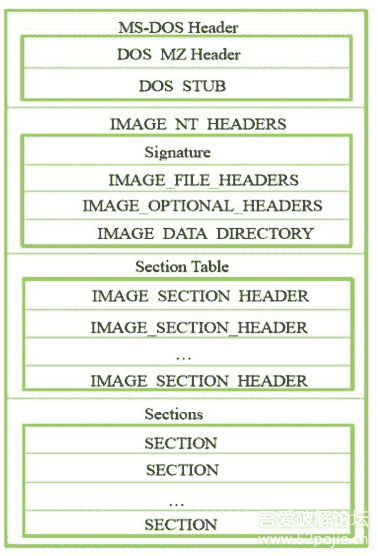 MS-DOS Header
DOS MZ Header
DOS STUB
IMAGE NT HEADERS
Signature
IMAGE_FILE_HEADERS
IMAGE_OPTIONAL_HEADERS
IMAGE DATA DIRECTORY
Section Table
IMAGE SECTION HEADER
IMAGE_SECTION_HEADER
...
IMAGE SECTION HEADER
Sections
SECTION
SECTION
...
SECTION
吾爱破解论坛
www.52pojie.cn